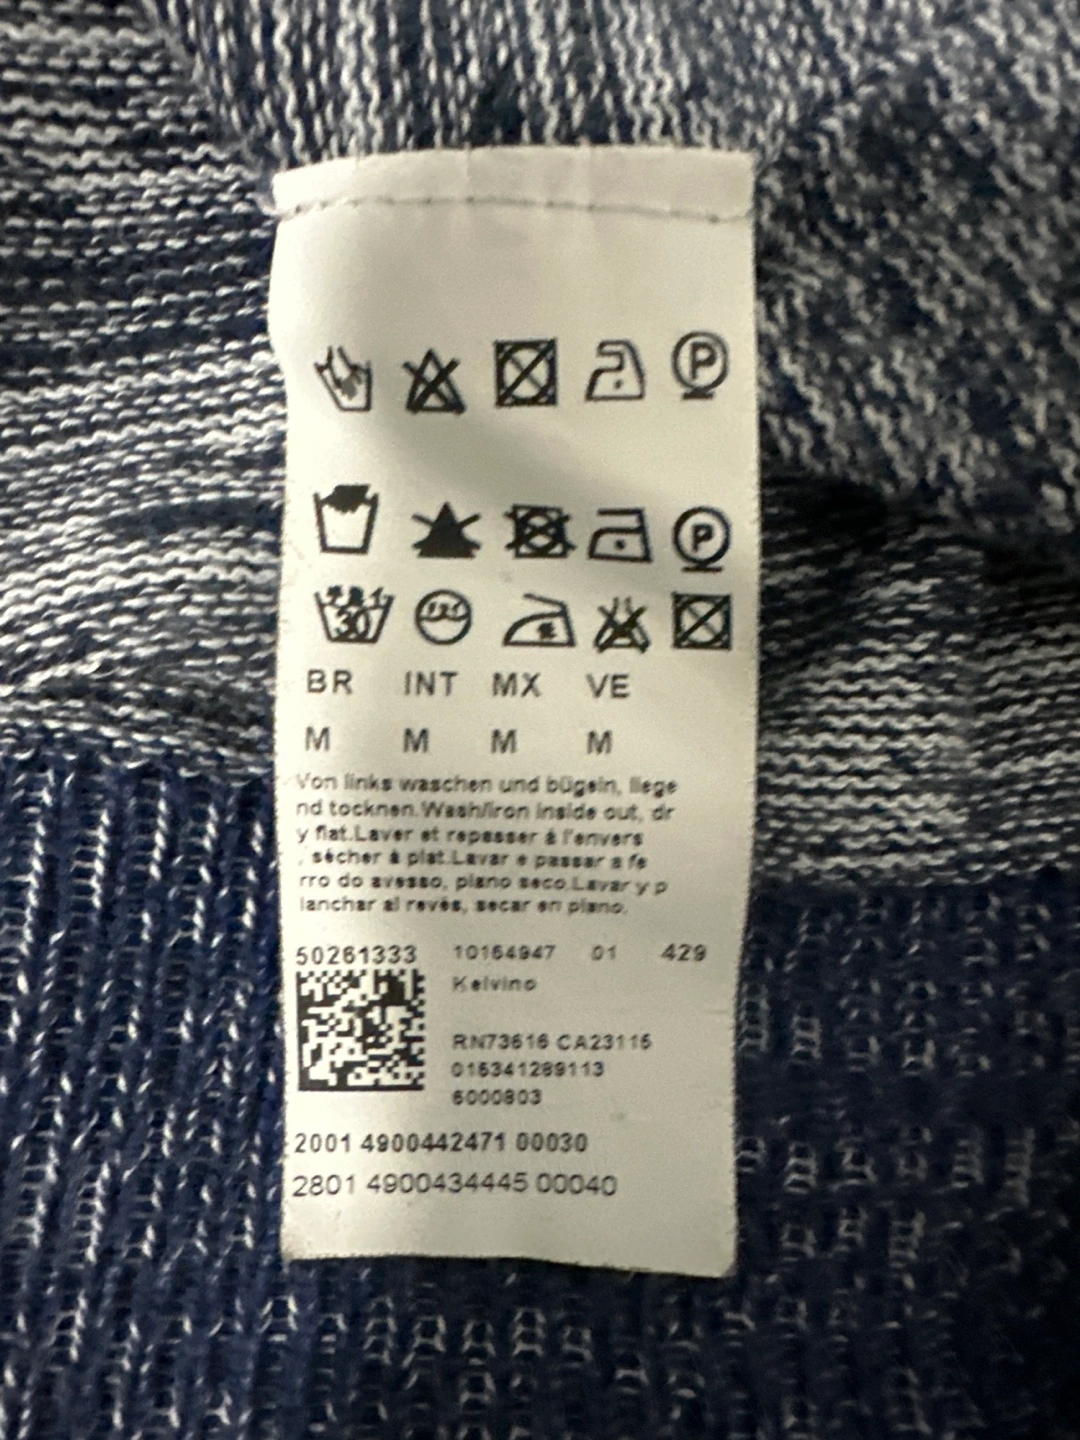 P
P
30
BR INT MX VE
M M M M
Von links waschen und bügeln, liege
nd tocknen.Wash/iron inside out, dr
y flat.Laver et repasser à l'envers
, sécher à plat.Lavar e passar a fe
rro do avesso, plano seco.Lavar y p
lanchar al revés, secar en plano.
50261333 10164947 01 429
Kelvino
RN73616 CA23115
015341289113
6000803
2001 4900442471 00030
2801 4900434445 00040